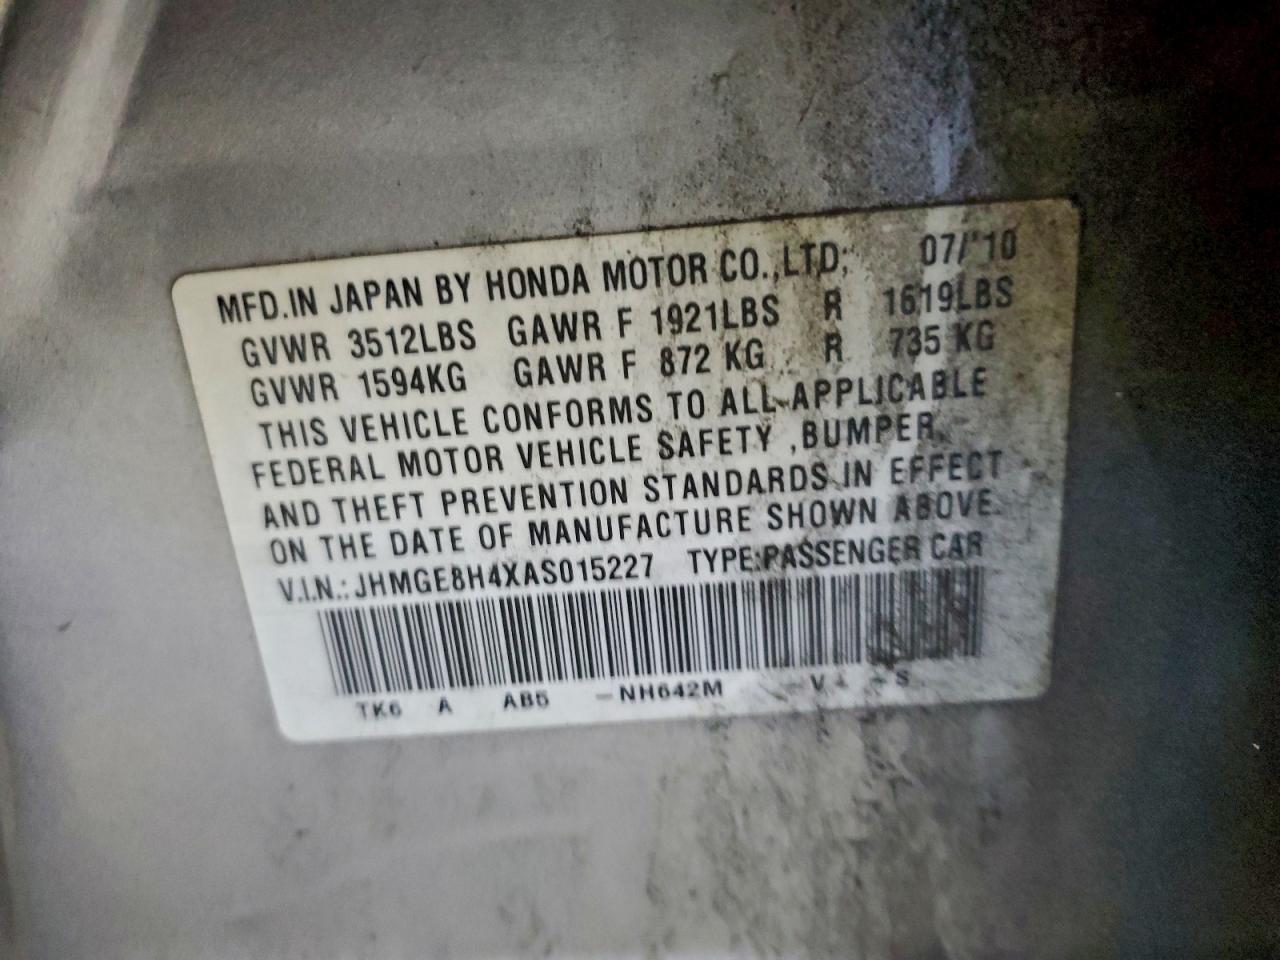 MFD.IN JAPAN BY HONDA MOTOR CO.,LTD; 07/'10
GVWR 3512LBS GAWR F 1921LBS R 1619LBS
GVWR 1594KG GAWR F 872 KG R 735 KG
THIS VEHICLE CONFORMS TO ALL APPLICABLE
FEDERAL MOTOR VEHICLE SAFETY ,BUMPER,
AND THEFT PREVENTION STANDARDS IN EFFECT
ON THE DATE OF MANUFACTURE SHOWN ABOVE.
V.I.N.: JHMGE8H4XAS015227 TYPE:PASSENGER CAR
TK6 A AB5 -NH642M -V - -S